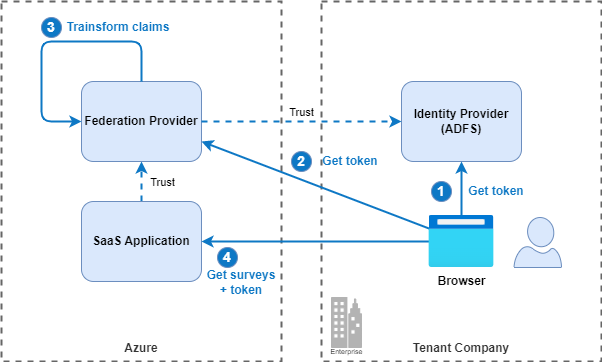 3 Trainsform claims
Federation Provider
Trust
Identity Provider
(ADFS)
2 Get token
1 Get token
Trust
SaaS Application
4
Get surveys
+ token
Browser
Enterprise
Azure
Tenant Company